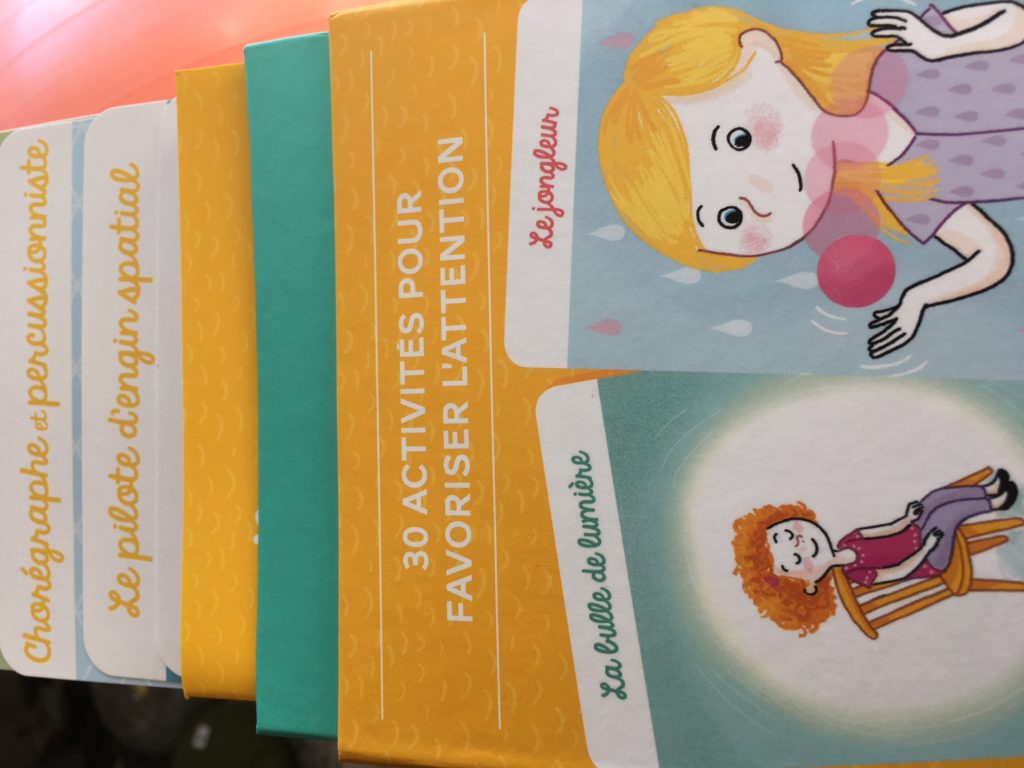 Chorégraphe et percussionniste
Le pilote d'engin spatial
30 ACTIVITÉS POUR
FAVORISER L'ATTENTION
Le jongleur
La bulle de lumière